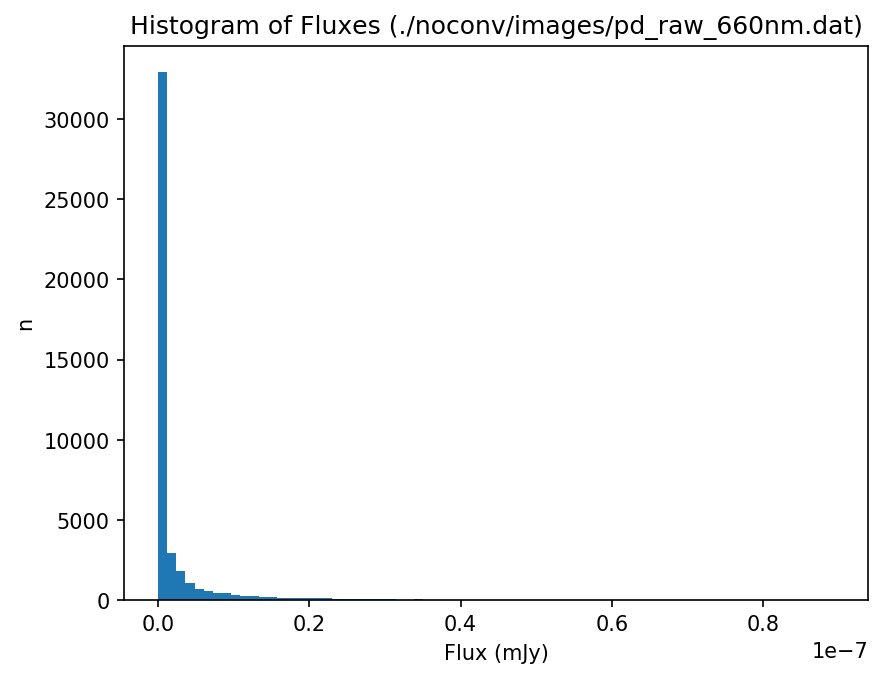 Histogram of Fluxes (./noconv/images/pd_raw_660nm.dat)
30000
25000
20000
15000
10000
5000
0
n
0.0 0.2 0.4 0.6 0.8
1e−7
Flux (mJy)